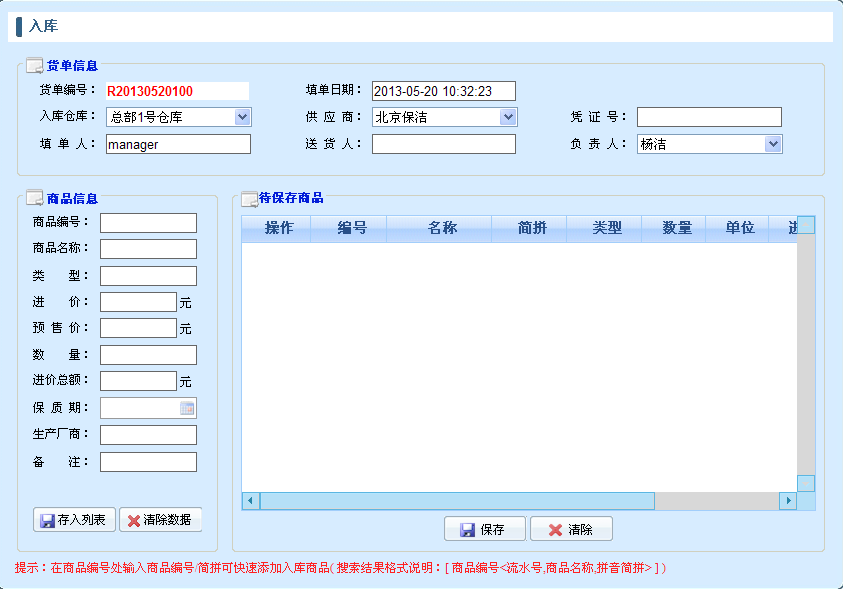 入库
货单信息
货单编号： R20130520100 填单日期： 2013-05-20 10:32:23
入库仓库： 总部1号仓库 供 应 商： 北京保洁 凭 证 号：
填 单 人： manager 送 货 人： 负 责 人： 杨洁
商品信息
商品编号：
商品名称：
类 型：
进 价： 元
预 售 价： 元
数 量：
进价总额： 元
保 质 期：
生产厂商：
备 注：
存入列表 清除数据
待保存商品
操作 编号 名称 简拼 类型 数量 单位 进
保存 清除
提示：在商品编号处输入商品编号/简拼可快速添加入库商品( 搜索结果格式说明：[ 商品编号<流水号,商品名称,拼音简拼> ] )